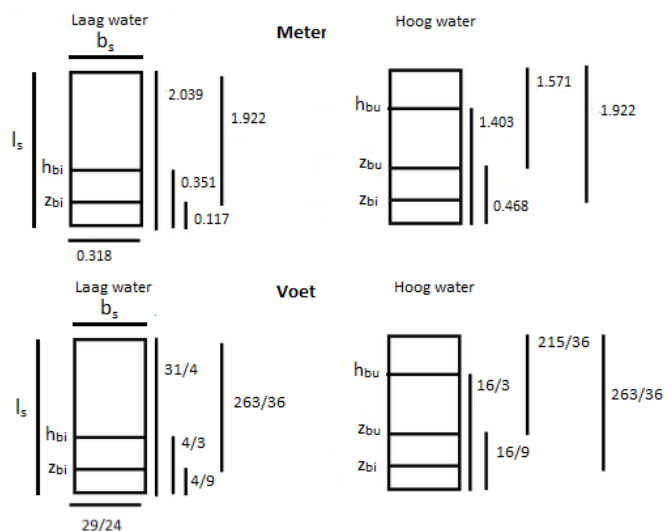 Laag water
Meter
Hoog water
bs
2.039
1.571
1.922
1.922
ls
hbu
1.403
hbi
0.351
zbu
zbi
0.117
zbi
0.468
0.318
Laag water
Voet
Hoog water
bs
31/4
215/36
263/36
263/36
ls
hbu
16/3
hbi
4/3
zbu
zbi
4/9
zbi
16/9
29/24